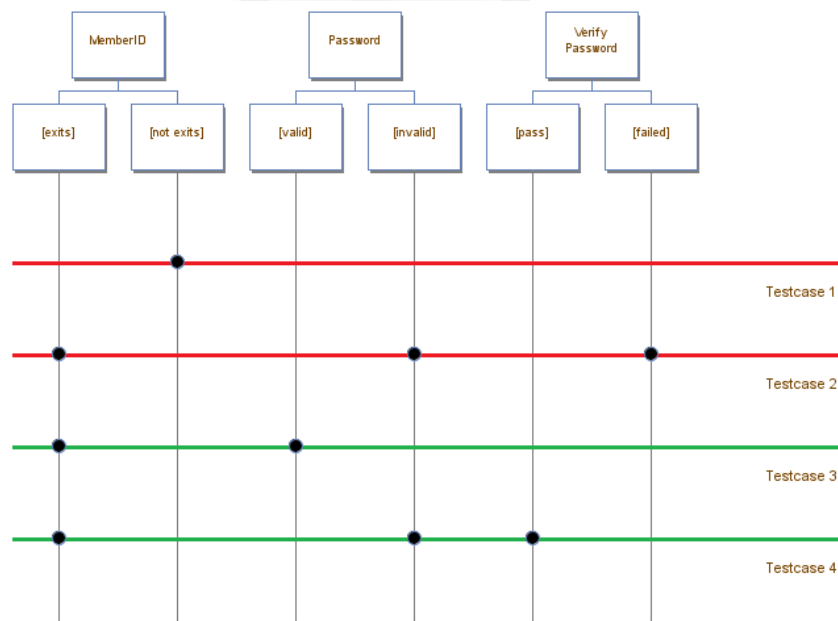 MemberID
Password
Verify
Password
[exits]
[not exits]
[valid]
[invalid]
[pass]
[failed]
Testcase 1
Testcase 2
Testcase 3
Testcase 4